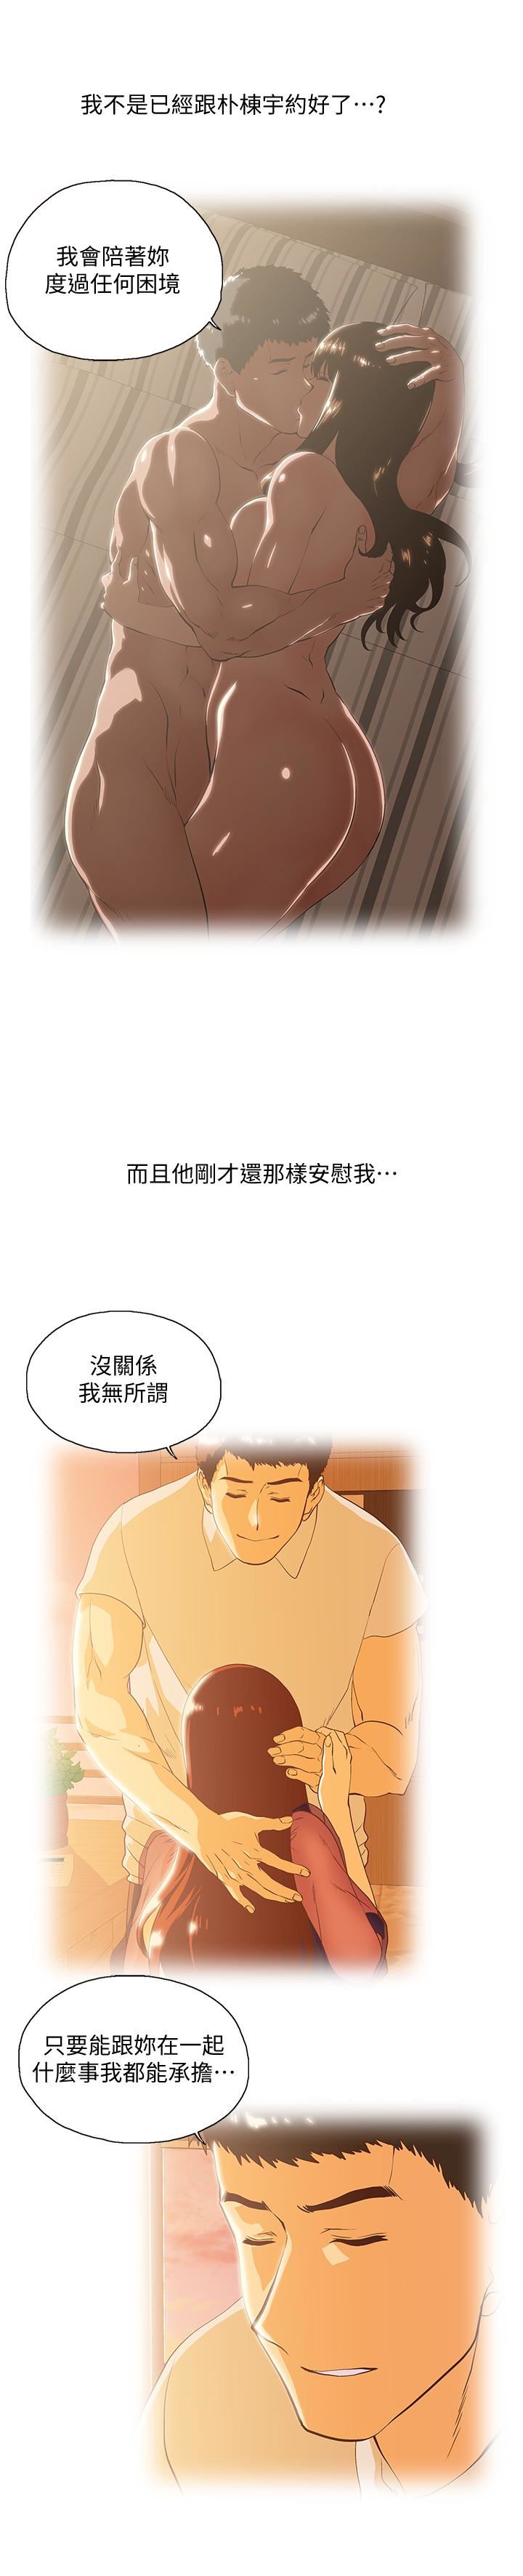 我不是已經跟朴棟宇約好了⋯?
我會陪著妳
度過任何困境
而且他剛才還那樣安慰我⋯
沒關係
我無所謂
只要能跟妳在一起
什麼事我都能承擔⋯